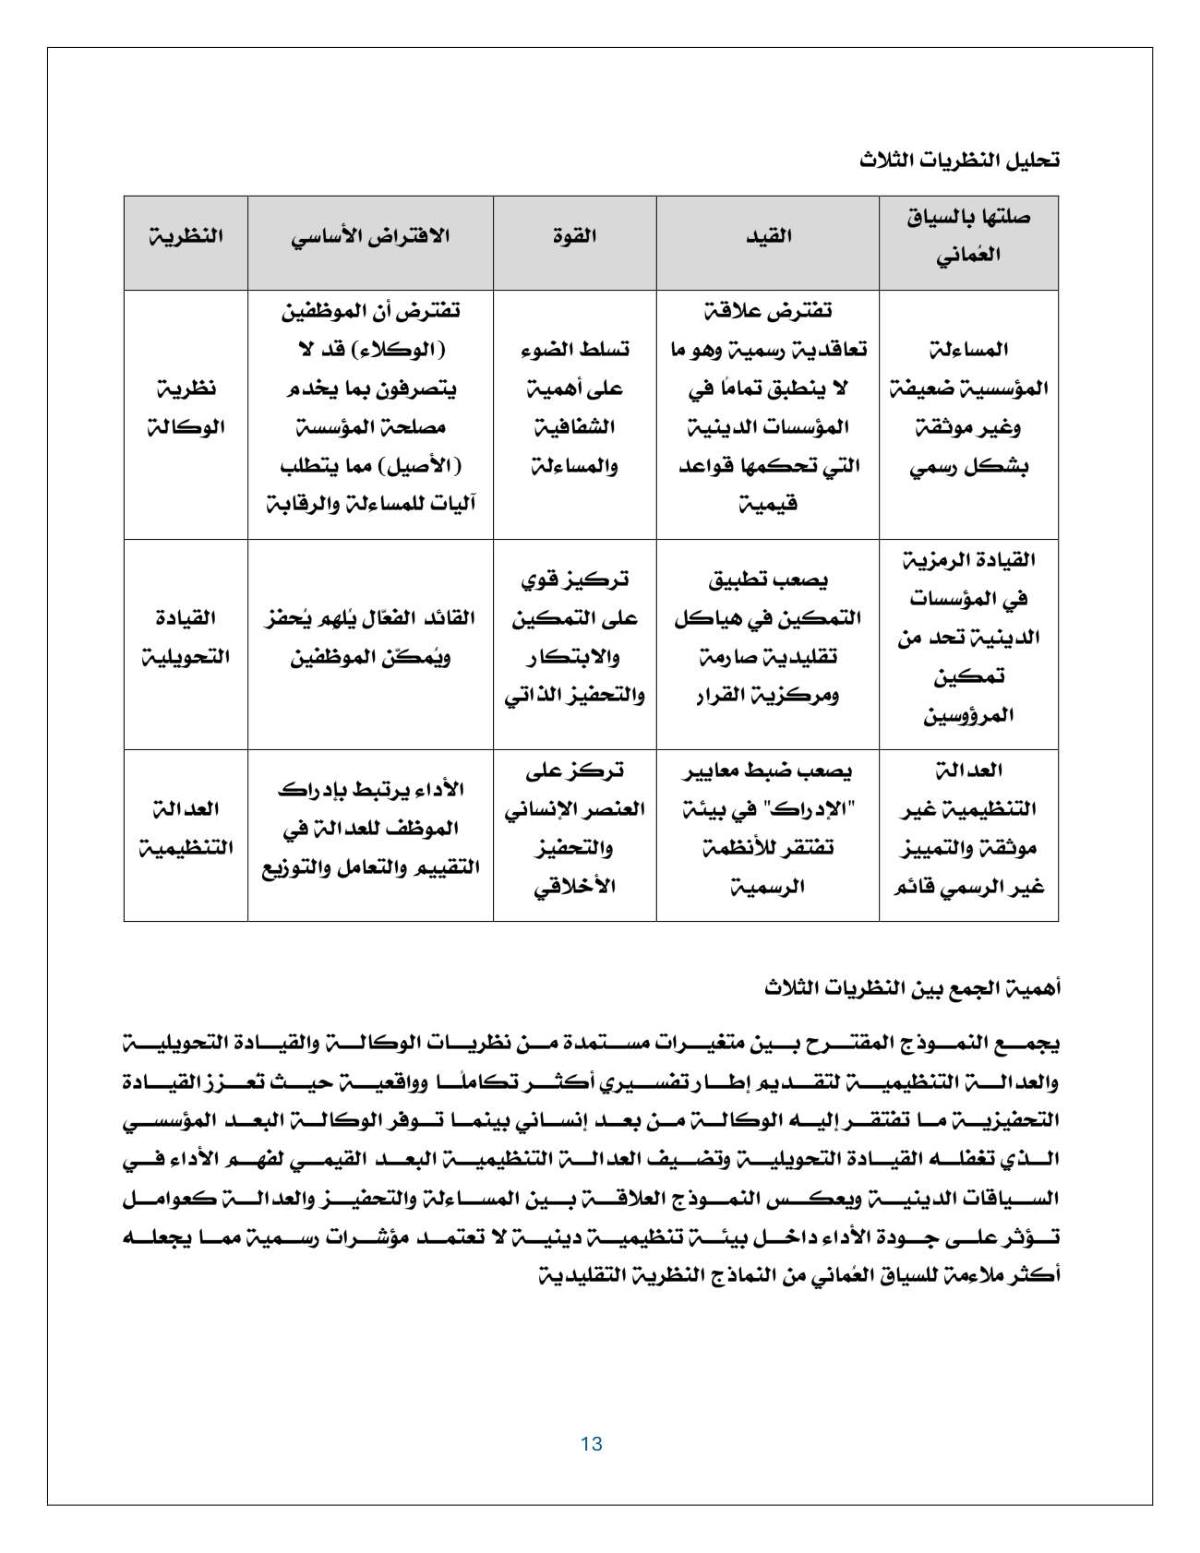 تحليل النظريات الثلاث
صلتها بالسياق
العُماني
القيد
القوة
الافتراض الأساسي
النظرية
المساءلة
المؤسسية ضعيفة
وغير موثقة
بشكل رسمي
تفترض علاقة
تعاقدية رسمية وهو ما
لا ينطبق تمامًا في
المؤسسات الدينية
التي تحكمها قواعد
قيمية
تسلط الضوء
على أهمية
الشفافية
والمساءلة
تفترض أن الموظفين
(الوكلاء) قد لا
يتصرفون بما يخدم
مصلحة المؤسسة
(الأصيل) مما يتطلب
آليات للمساءلة والرقابة
نظرية
الوكالة
القيادة الرمزية
في المؤسسات
الدينية تحد من
تمكين
المرؤوسين
يصعب تطبيق
التمكين في هياكل
تقليدية صارمة
ومركزية القرار
تركيز قوي
على التمكين
والابتكار
والتحفيز الذاتي
القائد الفعّال يُلهم يُحفز
ويُمكّن الموظفين
القيادة
التحويلية
العدالة
التنظيمية غير
موثقة والتمييز
غير الرسمي قائم
يصعب ضبط معايير
"الإدراك" في بيئة
تفتقر للأنظمة
الرسمية
تركز على
العنصر الإنساني
والتحفيز
الأخلاقي
الأداء يرتبط بإدراك
الموظف للعدالة في
التقييم والتعامل والتوزيع
العدالة
التنظيمية
أهمية الجمع بين النظريات الثلاث
يجمع النموذج المقترح بين متغيرات مستمدة من نظريات الوكالة والقيادة التحويلية
والعدالة التنظيمية لتقديم إطار تفسيري أكثر تكاملًا وواقعية حيث تعزز القيادة
التحفيزية ما تفتقر إليه الوكالة من بعد إنساني بينما توفر الوكالة البعد المؤسسي
الذي تغفله القيادة التحويلية وتضيف العدالة التنظيمية البعد القيمي لفهم الأداء في
السياقات الدينية ويعكس النموذج العلاقة بين المساءلة والتحفيز والعدالة كعوامل
تؤثر على جودة الأداء داخل بيئة تنظيمية دينية لا تعتمد مؤشرات رسمية مما يجعله
أكثر ملاءمة للسياق العُماني من النماذج النظرية التقليدية
13